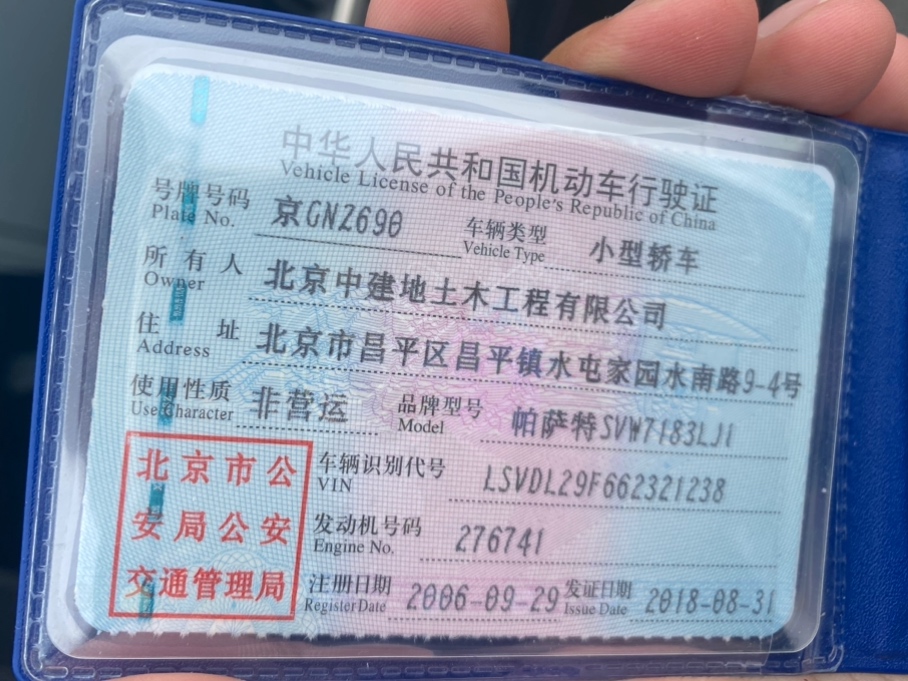 中华人民共和国机动车行驶证
Vehicle License of the People's Republic of China
号牌号码 京GNZ690 车辆类型 小型轿车
Plate No. Vehicle Type
所有人 北京中建地土木工程有限公司
Owner
住址 北京市昌平区昌平镇水屯家园水南路9-4号
Address
使用性质 非营运 品牌型号 帕萨特SVW7183LJ1
Use Character Model
车辆识别代号 LSVDL29F662321238
VIN
发动机号码 276741
Engine No.
注册日期 2006-09-29 发证日期 2018-08-31
Register Date Issue Date
北京市公
安局公安
交通管理局